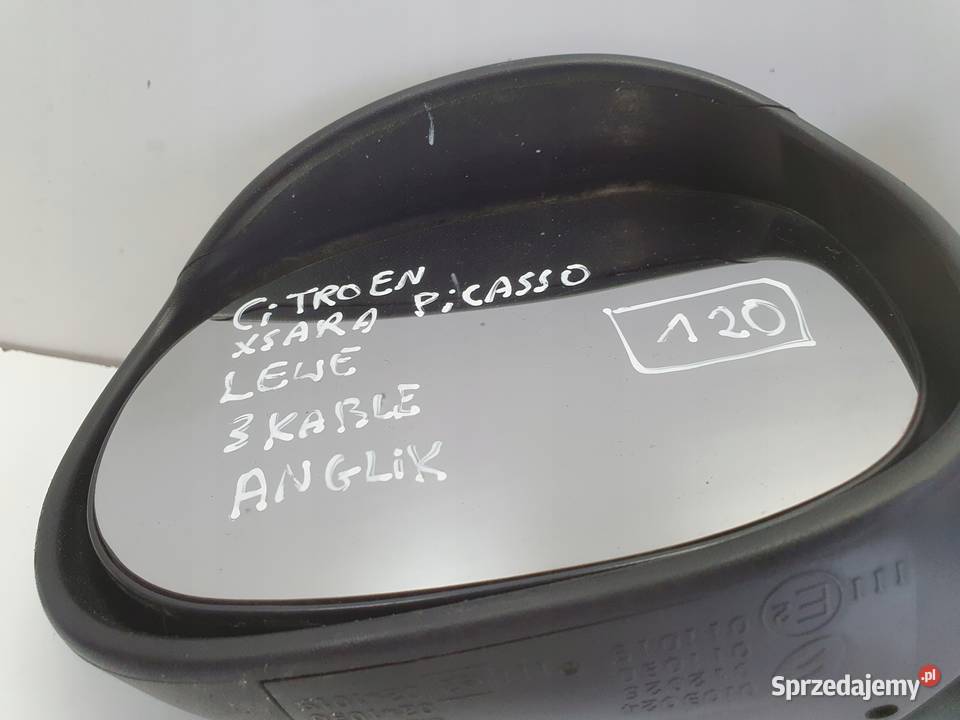 CiTROEN
XSARA PiCASSO
120
LEWE
3 KABLE
ANGLiK
Sprzedajemy.pl